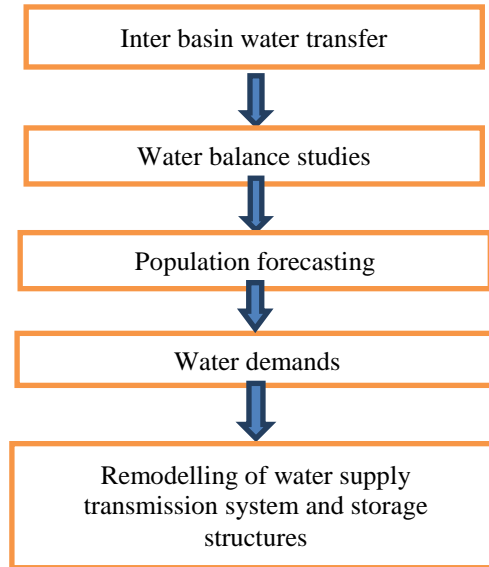 Inter basin water transfer
Water balance studies
Population forecasting
Water demands
Remodelling of water supply
transmission system and storage
structures